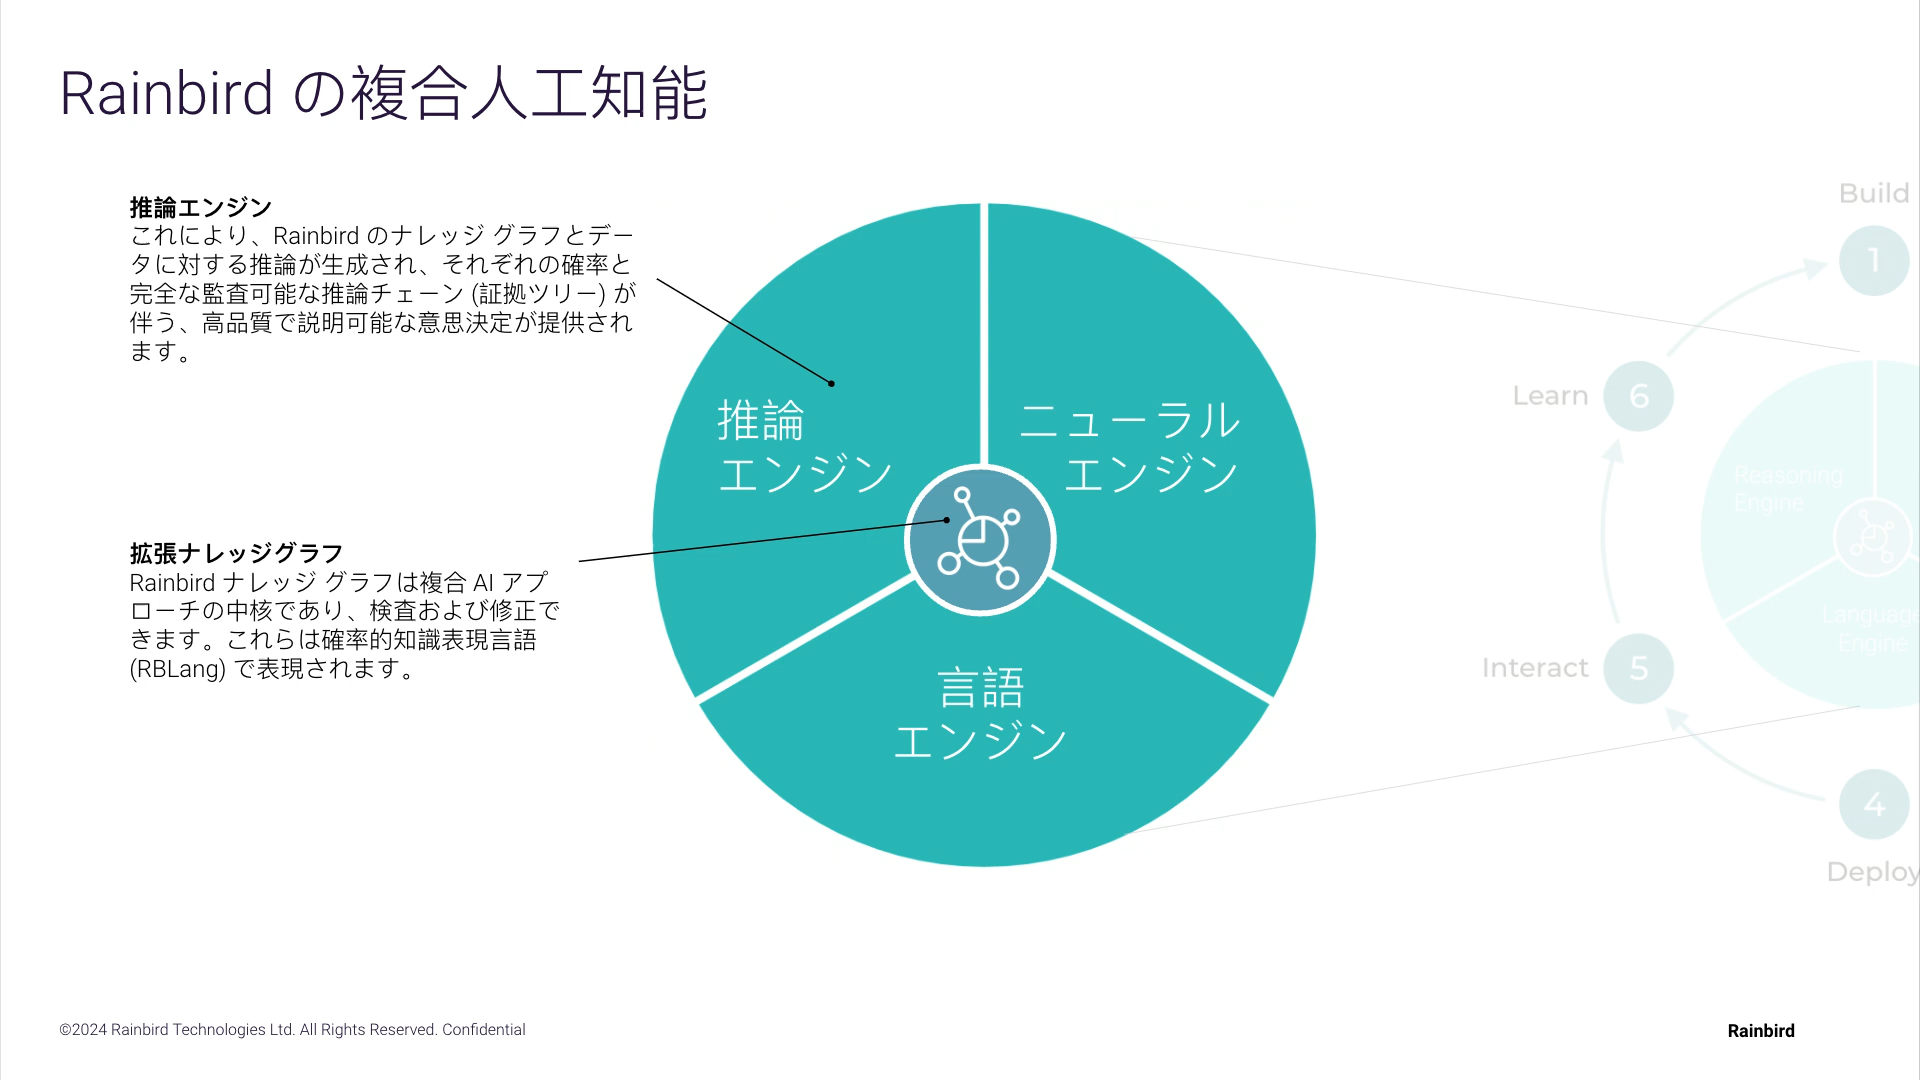 Rainbird の複合人工知能
推論エンジン
これにより、Rainbird のナレッジ グラフとデー
タに対する推論が生成され、それぞれの確率と
完全な監査可能な推論チェーン (証拠ツリー) が
伴う、高品質で説明可能な意思決定が提供され
ます。
拡張ナレッジグラフ
Rainbird ナレッジ グラフは複合 AI アプ
ローチの中核であり、検査および修正で
きます。これらは確率的知識表現言語
(RBLang) で表現されます。
推論
エンジン
ニューラル
エンジン
言語
エンジン
Build
1
Learn
6
Reasoning
Engine
Language
Engine
Interact
5
4
Deploy
©2024 Rainbird Technologies Ltd. All Rights Reserved. Confidential
Rainbird